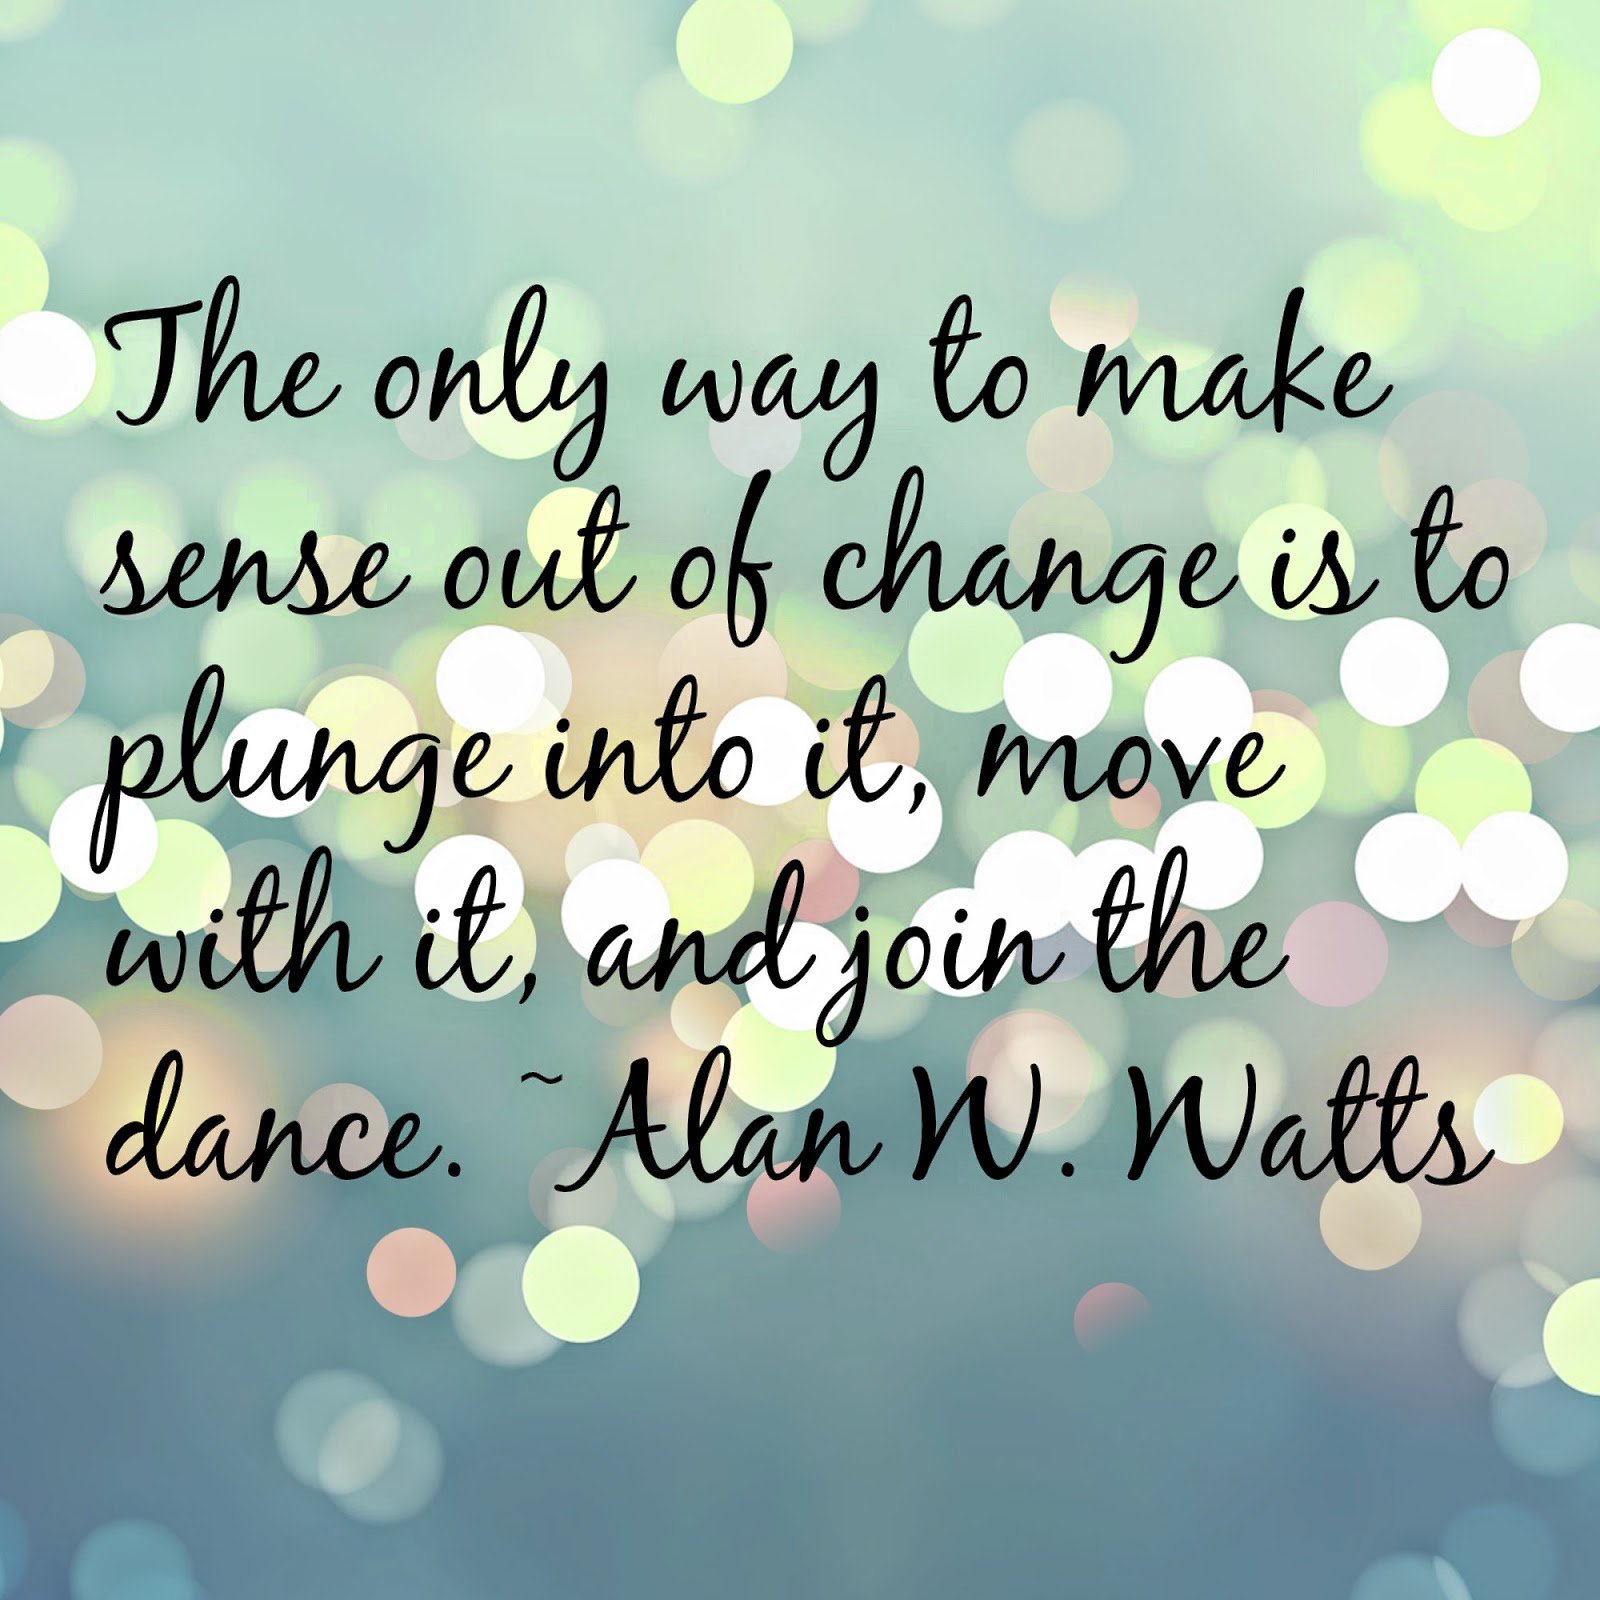 The only way to make
sense out of change is to
plunge into it, move
with it, and join the
dance. ~Alan W. Watts